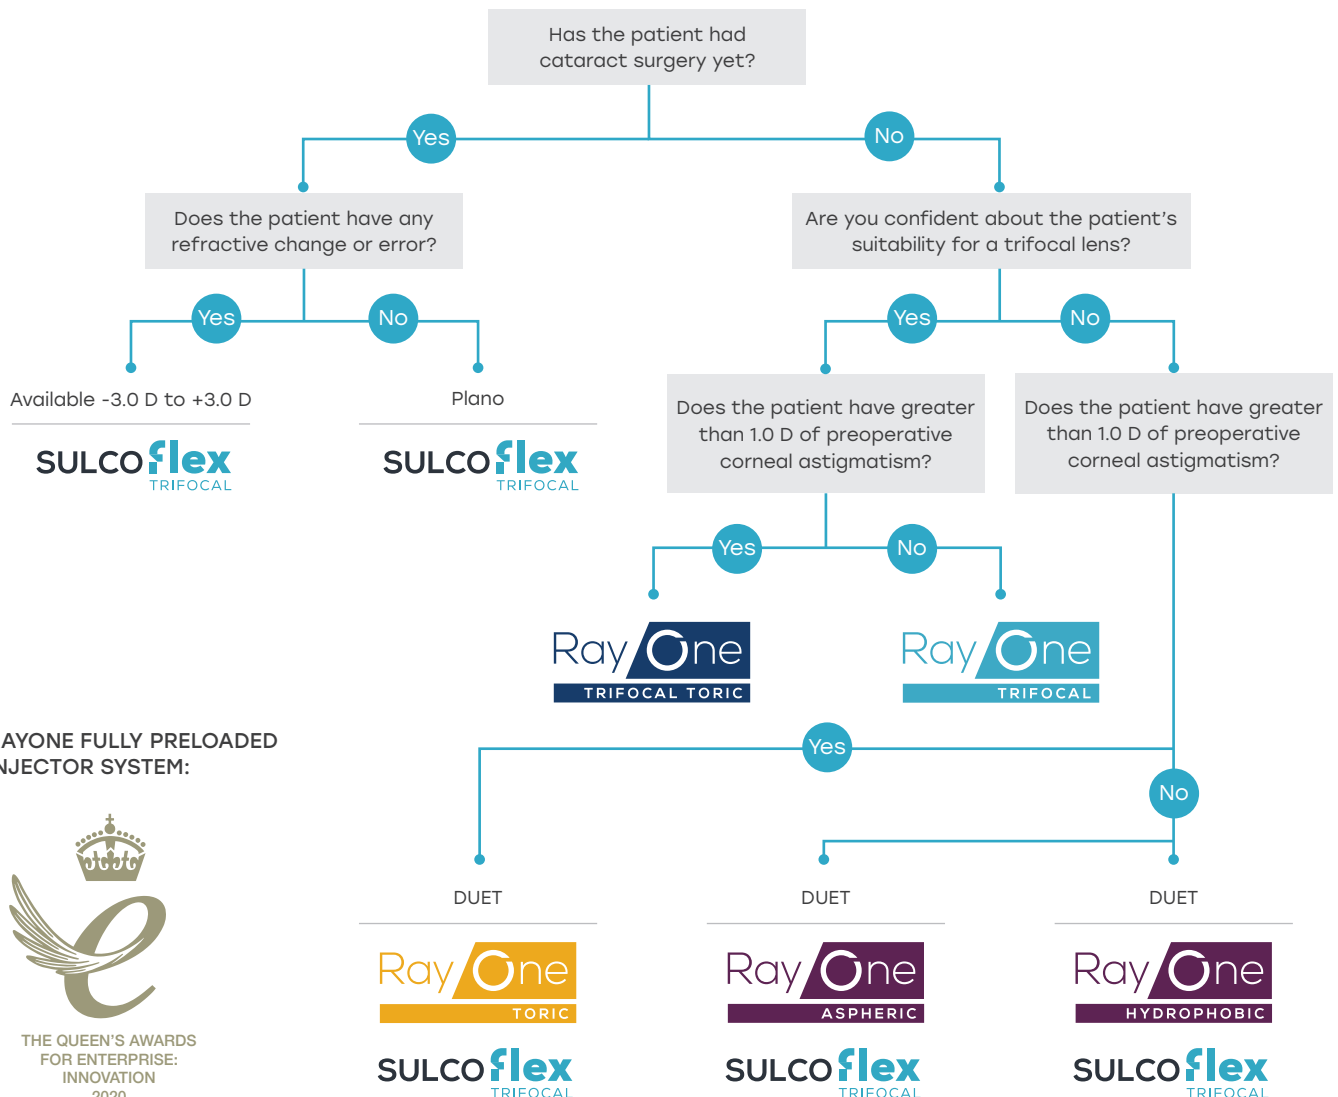 Has the patient had
cataract surgery yet?
Yes
No
Does the patient have any
refractive change or error?
Are you confident about the patient's
suitability for a trifocal lens?
Yes
No
Yes
No
Available -3.0 D to +3.0 D
SULCOflex
TRIFOCAL
Plano
SULCOflex
TRIFOCAL
Does the patient have greater
than 1.0 D of preoperative
corneal astigmatism?
Does the patient have greater
than 1.0 D of preoperative
corneal astigmatism?
Yes
No
RayOne
TRIFOCAL TORIC
RayOne
TRIFOCAL
AYONE FULLY PRELOADED
NJECTOR SYSTEM:
Yes
No
THE QUEEN'S AWARDS
FOR ENTERPRISE:
INNOVATION
2020
DUET
RayOne
TORIC
SULCOflex
TRIFOCAL
DUET
RayOne
ASPHERIC
SULCOflex
TRIFOCAL
DUET
RayOne
HYDROPHOBIC
SULCOflex
TRIFOCAL